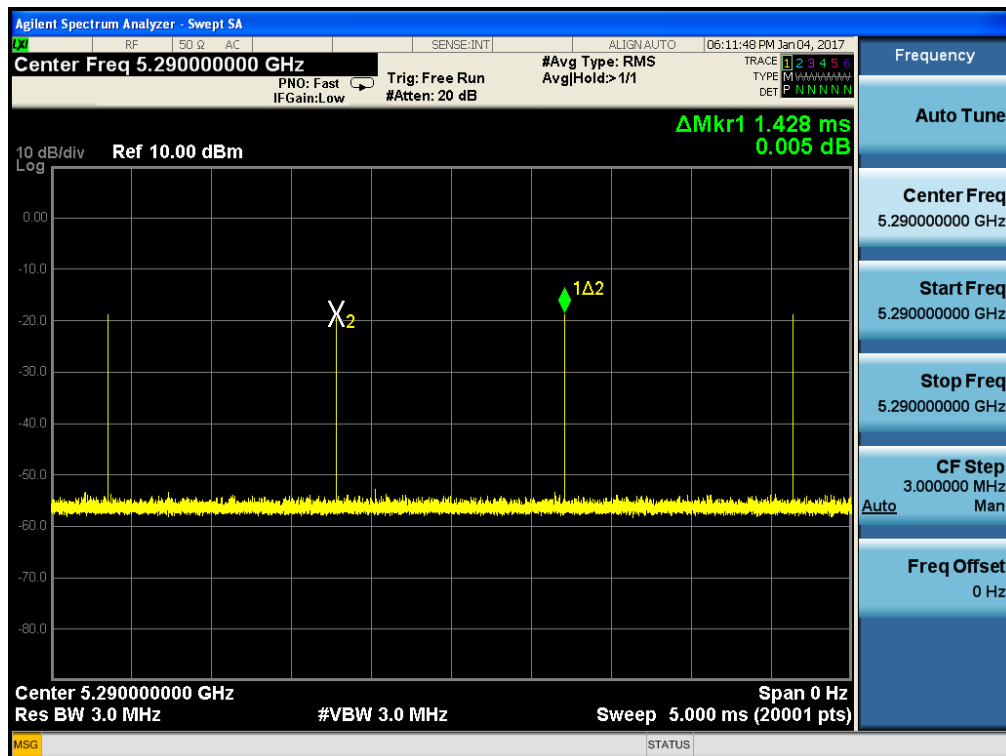 Agilent Spectrum Analyzer - Swept SA
LXI RF 50 Ω AC SENSE:INT ALIGN AUTO 06:11:48 PM Jan 04, 2017
Center Freq 5.290000000 GHz
PNO: Fast
IFGain:Low
Trig: Free Run
#Atten: 20 dB
#Avg Type: RMS
Avg|Hold:>1/1
TRACE 1 2 3 4 5 6
TYPE M
DET P N N N N N
ΔMkr1 1.428 ms
0.005 dB
10 dB/div Ref 10.00 dBm
Log
0.00
-10.0
-20.0
-30.0
-40.0
-50.0
-60.0
-70.0
-80.0
X2
1Δ2
Center 5.290000000 GHz Span 0 Hz
Res BW 3.0 MHz #VBW 3.0 MHz Sweep 5.000 ms (20001 pts)
MSG STATUS
Frequency
Auto Tune
Center Freq
5.290000000 GHz
Start Freq
5.290000000 GHz
Stop Freq
5.290000000 GHz
CF Step
3.000000 MHz
Auto Man
Freq Offset
0 Hz